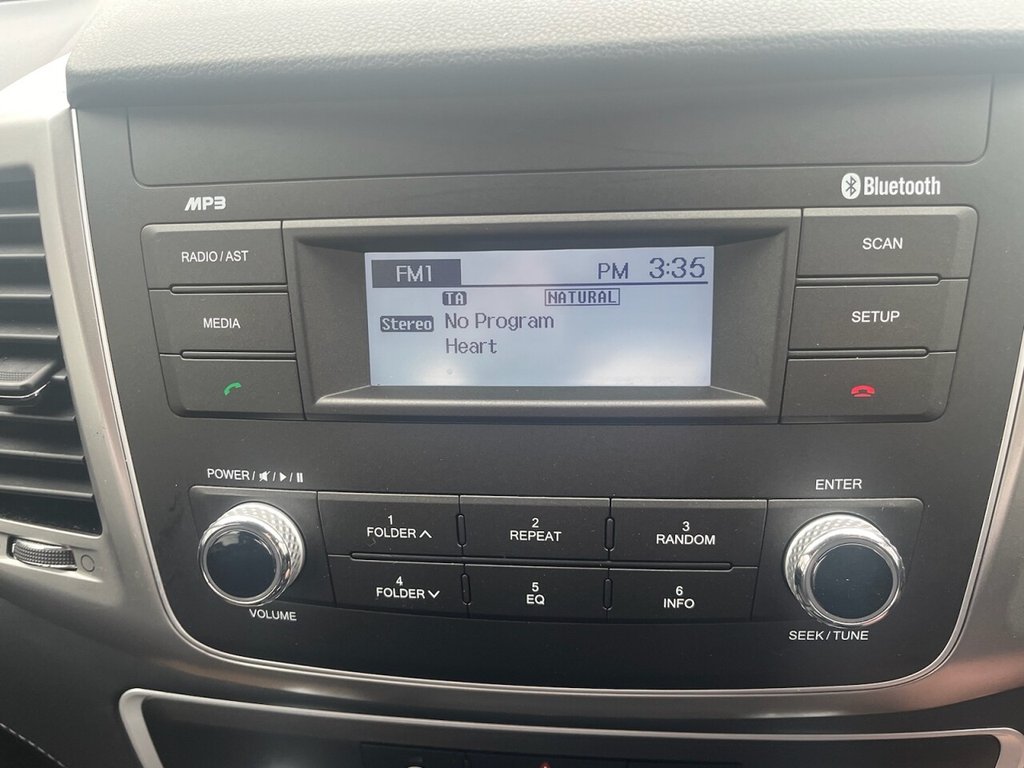 MP3
Bluetooth
RADIO / AST
MEDIA
FM1
PM 3:35
TA
NATURAL
Stereo
No Program
Heart
SCAN
SETUP
POWER /
ENTER
1
FOLDER
2
REPEAT
3
RANDOM
4
FOLDER
5
EQ
6
INFO
VOLUME
SEEK / TUNE